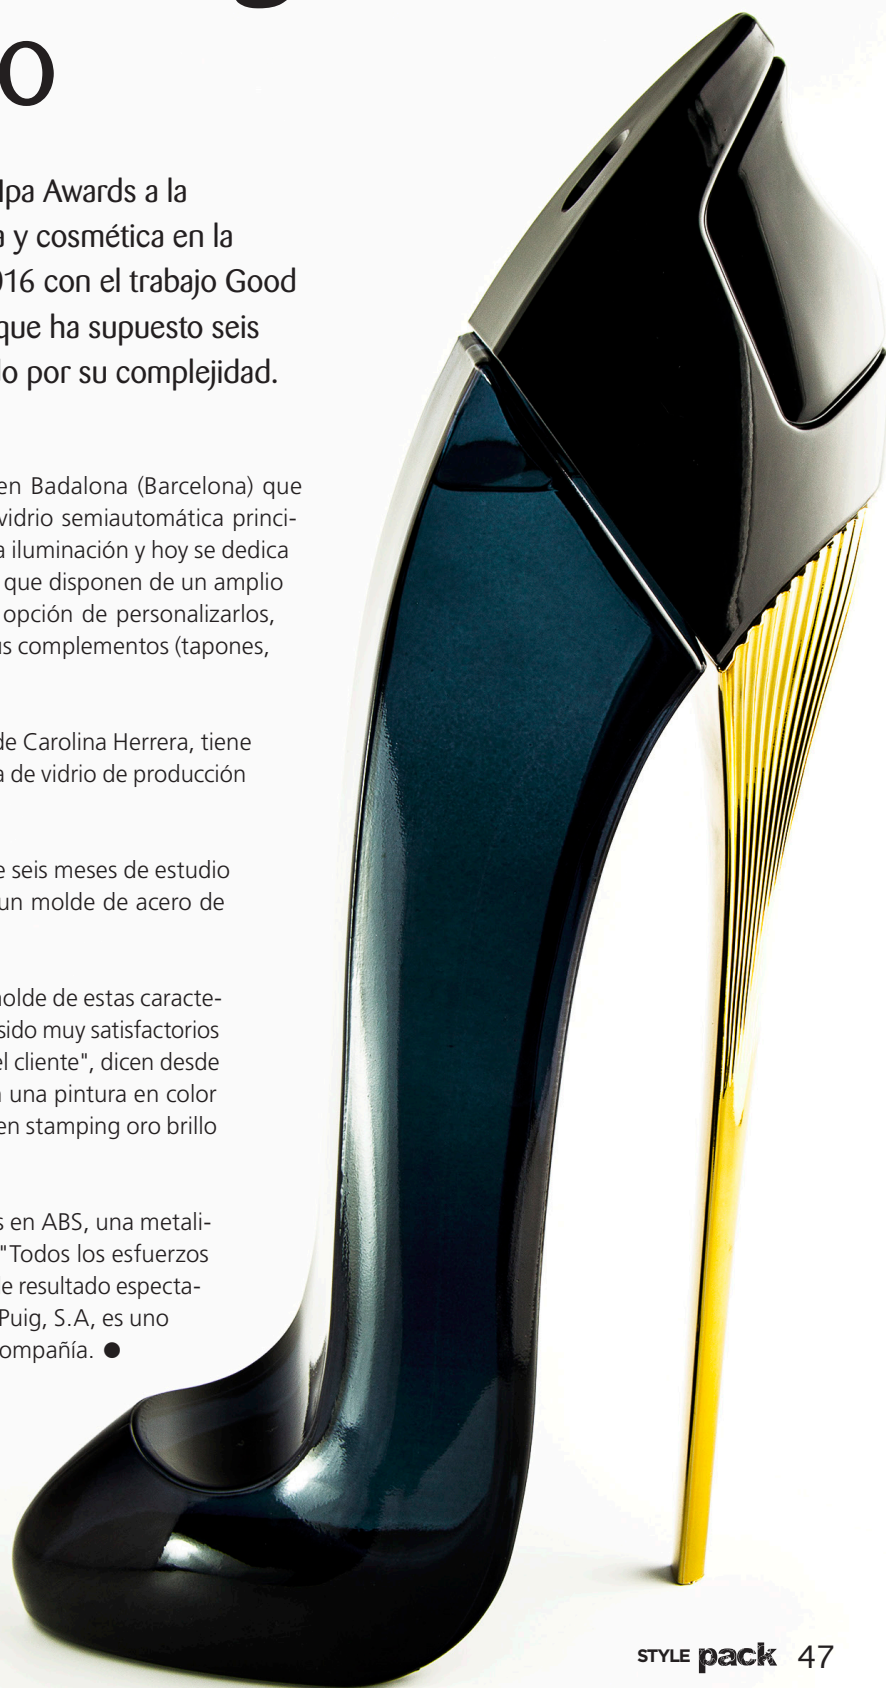 o
Ipa Awards a la
a y cosmética en la
016 con el trabajo Good
que ha supuesto seis
lo por su complejidad.
en Badalona (Barcelona) que
vidrio semiautomática princi-
a iluminación y hoy se dedica
que disponen de un amplio
opción de personalizarlos,
us complementos (tapones,
de Carolina Herrera, tiene
a de vidrio de producción
e seis meses de estudio
un molde de acero de
nolde de estas caracte-
sido muy satisfactorios
el cliente", dicen desde
a una pintura en color
en stamping oro brillo
s en ABS, una metali-
"Todos los esfuerzos
le resultado especta-
Puig, S.A, es uno
ompañía. ●
STYLE pack 47